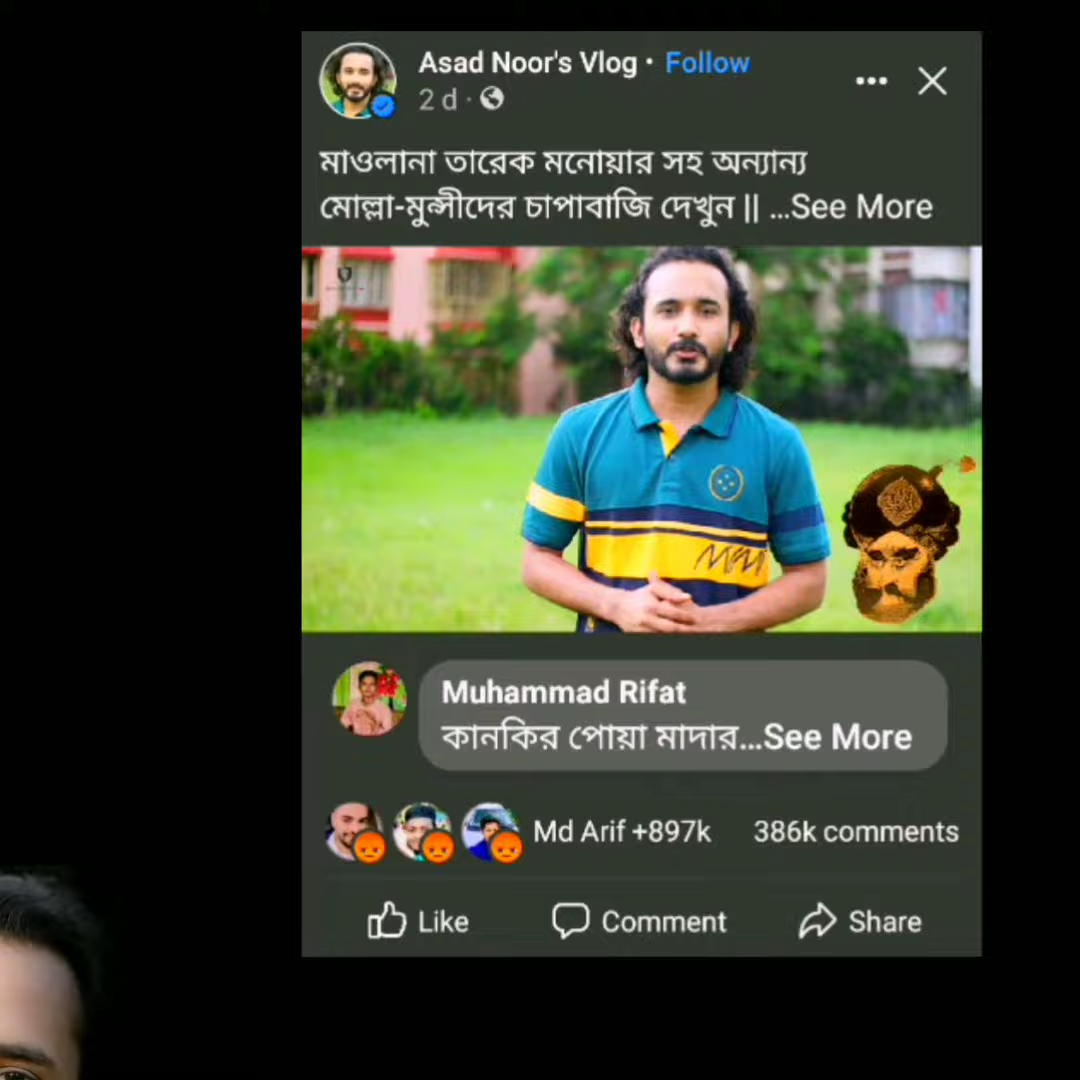 Asad Noor's Vlog · Follow
2 d ·
মাওলানা তারেক মনোয়ার সহ অন্যান্য
মোল্লা-মুন্সীদের চাপাবাজি দেখুন || ...See More
Muhammad Rifat
কানকির পোয়া মাদার...See More
Md Arif +897k 386k comments
Like Comment Share